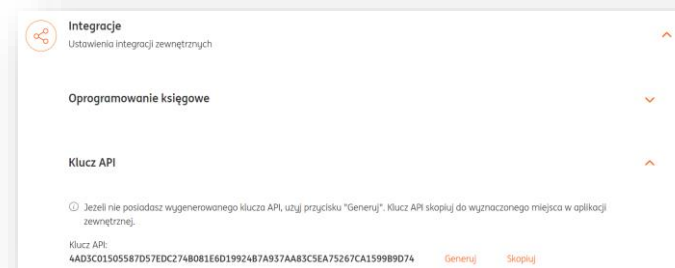 Integracje
Ustawienia integracji zewnętrznych
Oprogramowanie księgowe
Klucz API
Jeżeli nie posiadasz wygenerowanego klucza API, użyj przycisku "Generuj". Klucz API skopiuj do wyznaczonego miejsca w aplikacji
zewnętrznej.
Klucz API:
4AD3C01505587D57EDC274B081E6D19924B7A937AA83C5EA75267CA1599B9D74 Generuj Skopiuj